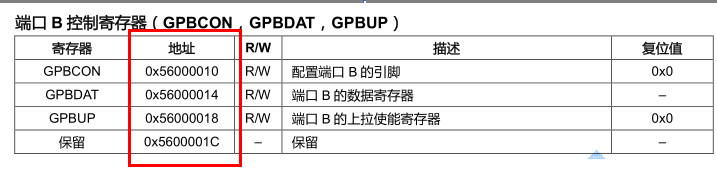 端口 B 控制寄存器（GPBCON，GPBDAT，GPBUP）
寄存器 地址 R/W 描述 复位值
GPBCON 0x56000010 R/W 配置端口 B 的引脚 0x0
GPBDAT 0x56000014 R/W 端口 B 的数据寄存器 –
GPBUP 0x56000018 R/W 端口 B 的上拉使能寄存器 0x0
保留 0x5600001C – 保留 –